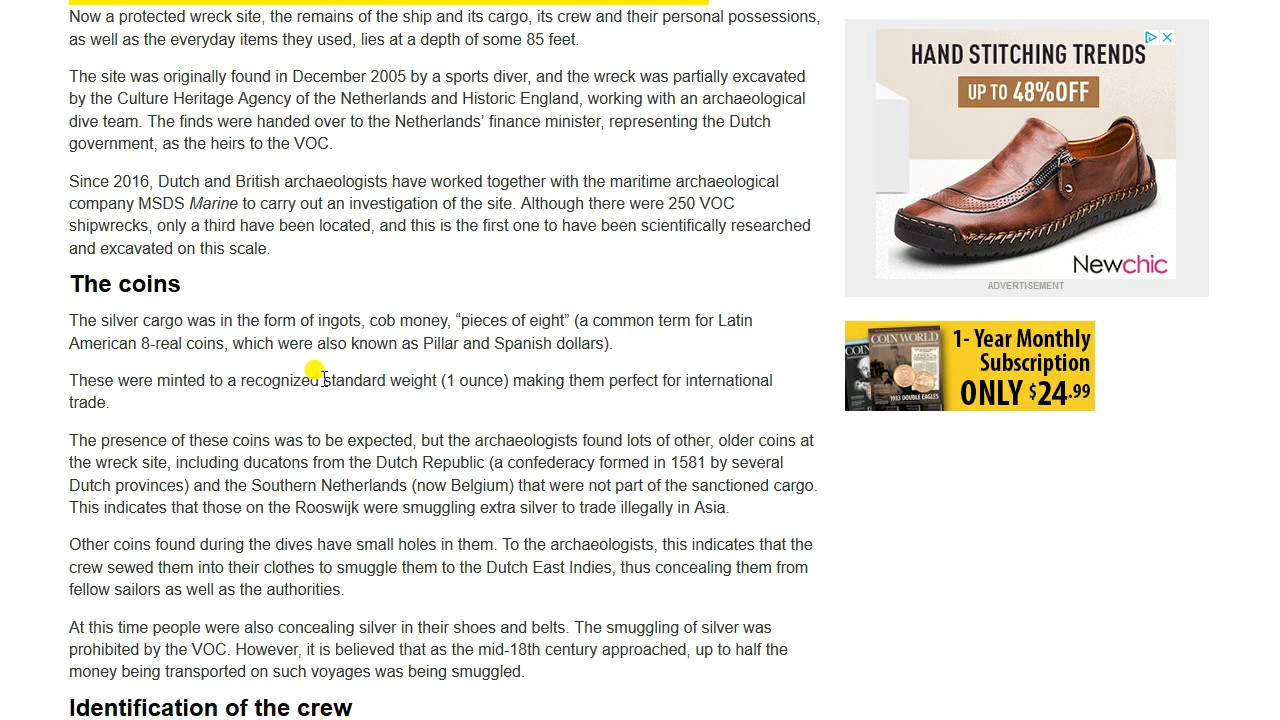 Now a protected wreck site, the remains of the ship and its cargo, its crew and their personal possessions,
as well as the everyday items they used, lies at a depth of some 85 feet.
The site was originally found in December 2005 by a sports diver, and the wreck was partially excavated
by the Culture Heritage Agency of the Netherlands and Historic England, working with an archaeological
dive team. The finds were handed over to the Netherlands’ finance minister, representing the Dutch
government, as the heirs to the VOC.
Since 2016, Dutch and British archaeologists have worked together with the maritime archaeological
company MSDS Marine to carry out an investigation of the site. Although there were 250 VOC
shipwrecks, only a third have been located, and this is the first one to have been scientifically researched
and excavated on this scale.
The coins
The silver cargo was in the form of ingots, cob money, “pieces of eight” (a common term for Latin
American 8-real coins, which were also known as Pillar and Spanish dollars).
These were minted to a recognized standard weight (1 ounce) making them perfect for international
trade.
The presence of these coins was to be expected, but the archaeologists found lots of other, older coins at
the wreck site, including ducatons from the Dutch Republic (a confederacy formed in 1581 by several
Dutch provinces) and the Southern Netherlands (now Belgium) that were not part of the sanctioned cargo.
This indicates that those on the Rooswijk were smuggling extra silver to trade illegally in Asia.
Other coins found during the dives have small holes in them. To the archaeologists, this indicates that the
crew sewed them into their clothes to smuggle them to the Dutch East Indies, thus concealing them from
fellow sailors as well as the authorities.
At this time people were also concealing silver in their shoes and belts. The smuggling of silver was
prohibited by the VOC. However, it is believed that as the mid-18th century approached, up to half the
money being transported on such voyages was being smuggled.
Identification of the crew
HAND STITCHING TRENDS
UP TO 48%OFF
Newchic
ADVERTISEMENT
COIN WORLD
1933 DOUBLE EAGLES
1- Year Monthly
Subscription
ONLY $24.99